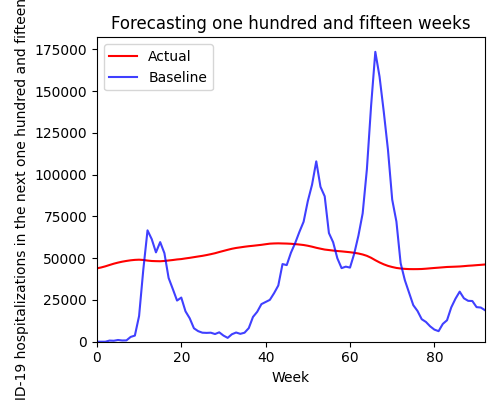 Forecasting one hundred and fifteen weeks
Actual
Baseline
ID-19 hospitalizations in the next one hundred and fifteen
175000
150000
125000
100000
75000
50000
25000
0
0 20 40 60 80
Week